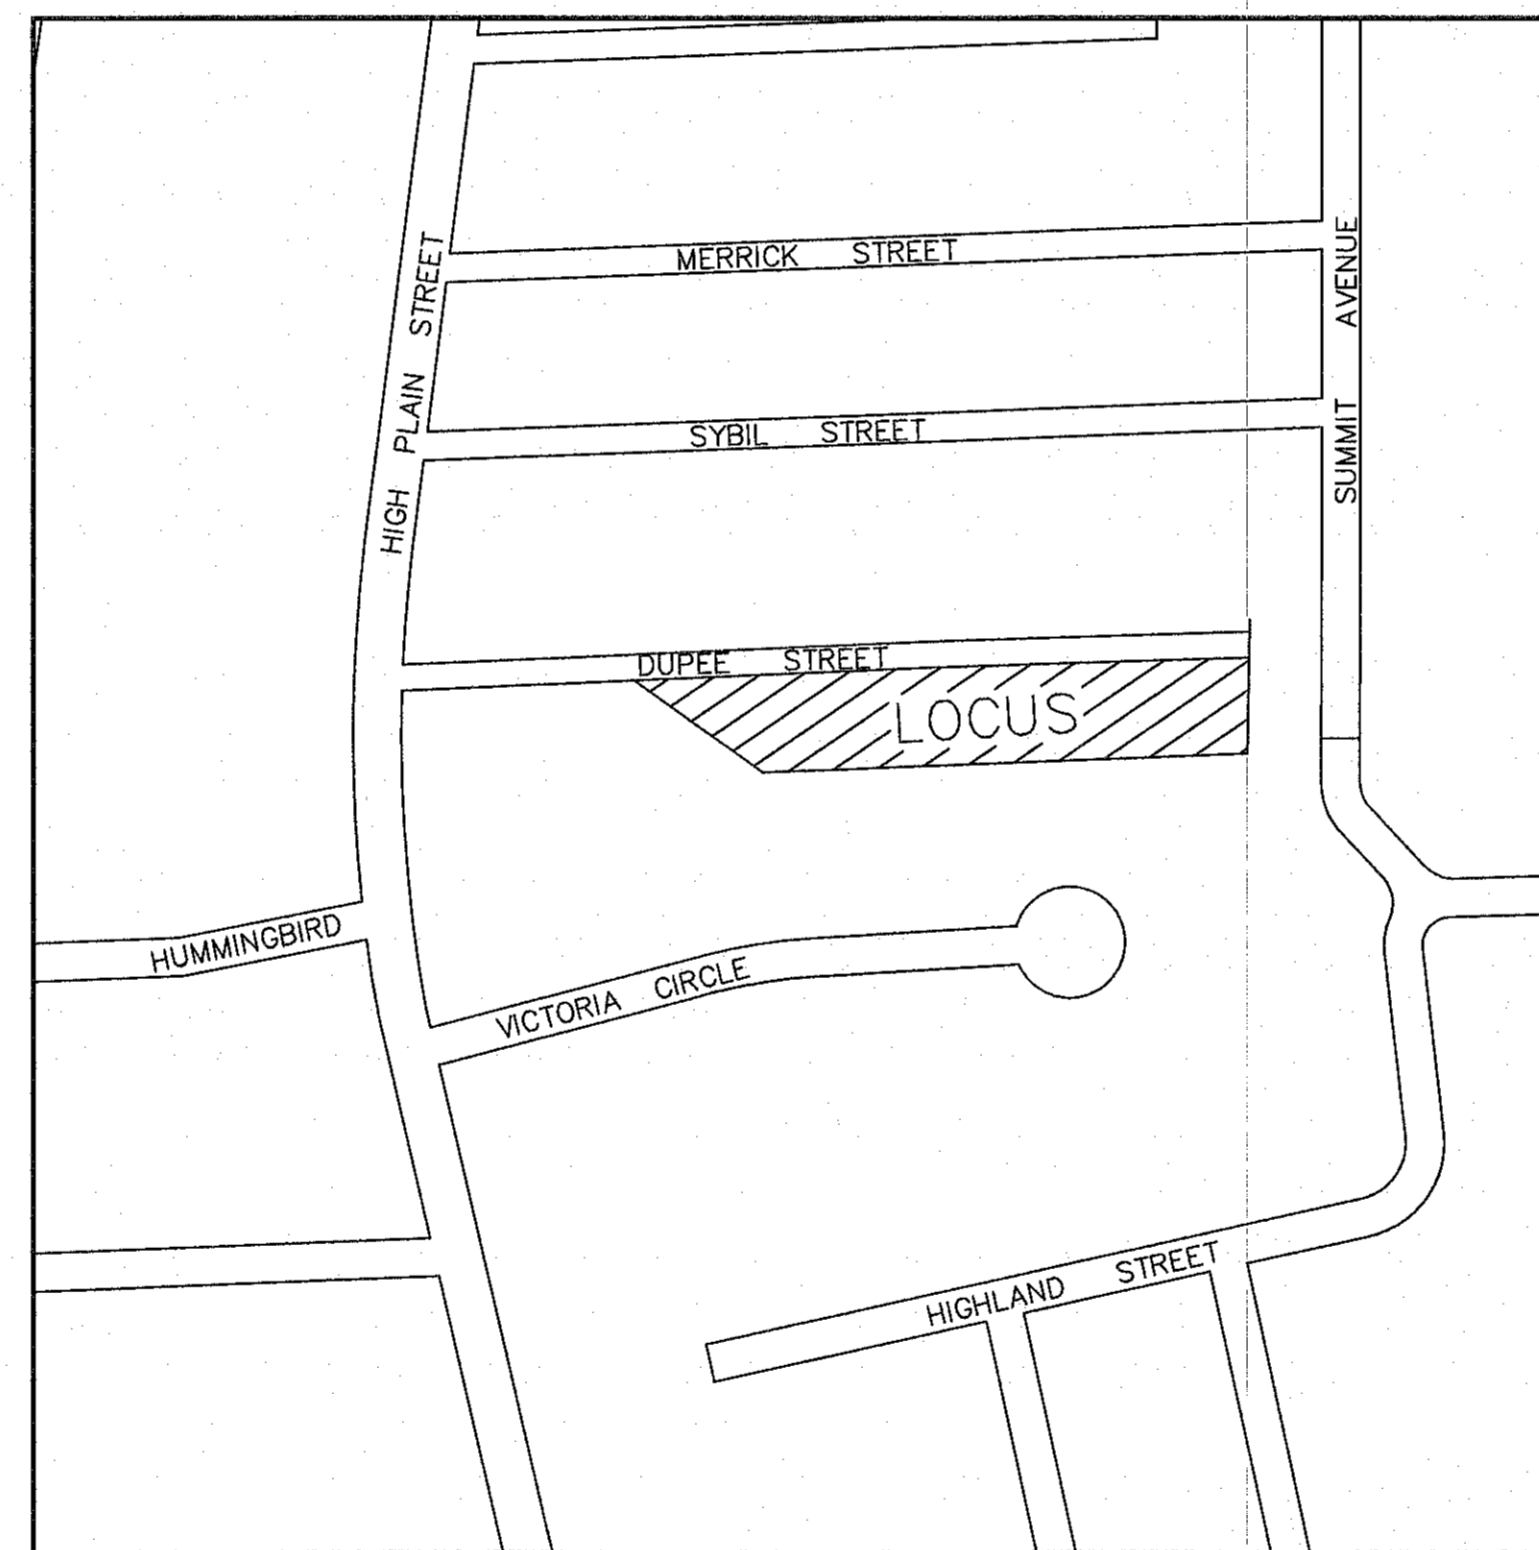 MERRICK STREET
HIGH PLAIN STREET
SUMMIT AVENUE
SYBIL STREET
DUPEE STREET
LOCUS
HUMMINGBIRD
VICTORIA CIRCLE
HIGHLAND STREET